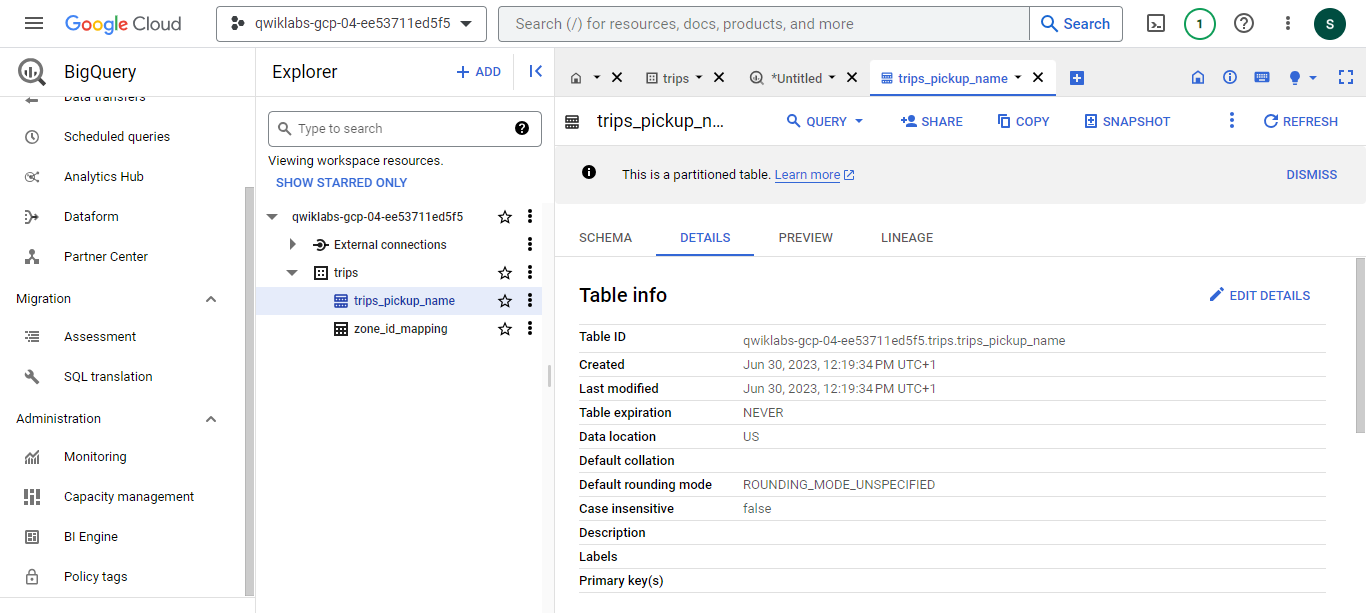 Google Cloud
qwiklabs-gcp-04-ee53711ed5f5
Search (/) for resources, docs, products, and more
Search
1
S
BigQuery
Data transfers
Scheduled queries
Analytics Hub
Dataform
Partner Center
Migration
Assessment
SQL translation
Administration
Monitoring
Capacity management
BI Engine
Policy tags
Explorer
ADD
Type to search
Viewing workspace resources.
SHOW STARRED ONLY
qwiklabs-gcp-04-ee53711ed5f5
External connections
trips
trips_pickup_name
zone_id_mapping
trips
*Untitled
trips_pickup_name
trips_pickup_n...
QUERY
SHARE
COPY
SNAPSHOT
REFRESH
This is a partitioned table. Learn more
DISMISS
SCHEMA
DETAILS
PREVIEW
LINEAGE
Table info
EDIT DETAILS
Table ID qwiklabs-gcp-04-ee53711ed5f5.trips.trips_pickup_name
Created Jun 30, 2023, 12:19:34 PM UTC+1
Last modified Jun 30, 2023, 12:19:34 PM UTC+1
Table expiration NEVER
Data location US
Default collation
Default rounding mode ROUNDING_MODE_UNSPECIFIED
Case insensitive false
Description
Labels
Primary key(s)